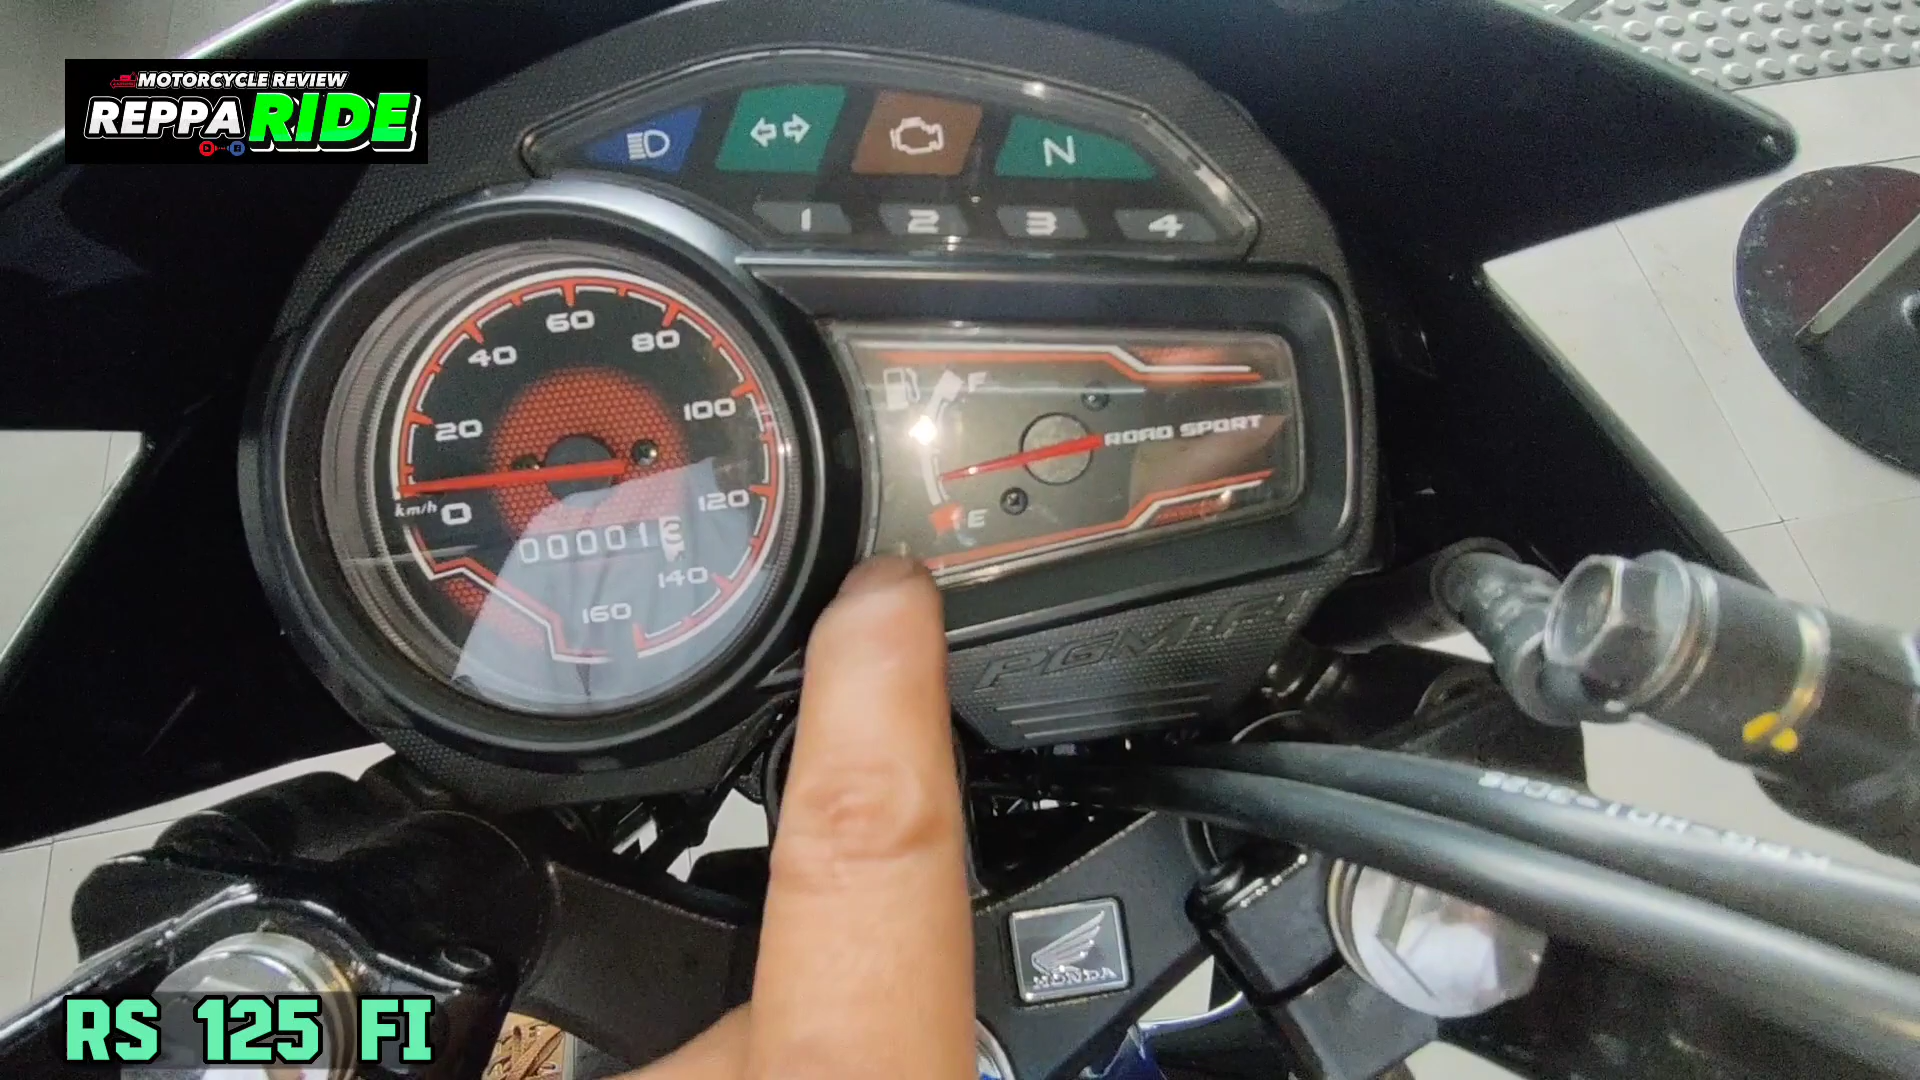 MOTORCYCLE REVIEW
REPPA RIDE
N
1 2 3 4
60
40 80
20 100
km/h 0 120
00001
140
160
F
ROAD SPORT
E
PGM-FI
HONDA
RS 125 FI